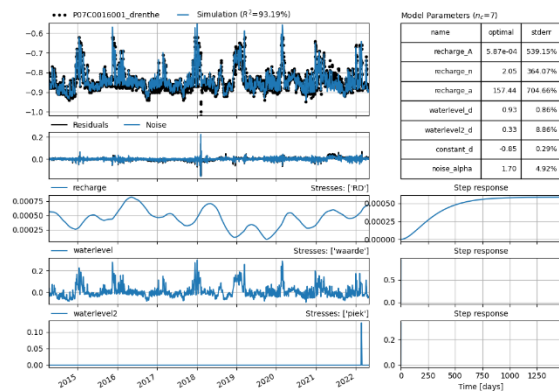 P07C0016001_drenthe
Simulation (R²=93.19%)
−0.6
−0.7
−0.8
−0.9
−1.0
Residuals
Noise
0.2
0.0
recharge
Stresses: ['RD']
0.00075
0.00050
0.00025
waterlevel
Stresses: ['waarde']
0.2
0.0
waterlevel2
Stresses: ['piek']
0.10
0.05
0.00
2015
2016
2017
2018
2019
2020
2021
2022
Model Parameters (nc=7)
name optimal stderr
recharge_A 5.87e-04 539.15%
recharge_n 2.05 364.07%
recharge_a 157.44 704.66%
waterlevel_d 0.93 0.86%
waterlevel2_d 0.33 8.86%
constant_d -0.85 0.29%
noise_alpha 1.70 4.92%
Step response
0.00050
0.00025
0.00000
Step response
0.5
0.0
Step response
0.2
0.0
0 250 500 750 1000 1250
Time [days]